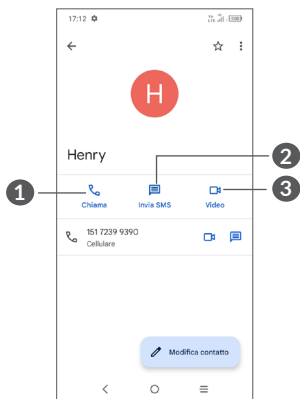 17:12
H
Henry
2
1
3
Chiama
Invia SMS
Video
151 7239 9390
Cellulare
Modifica contatto